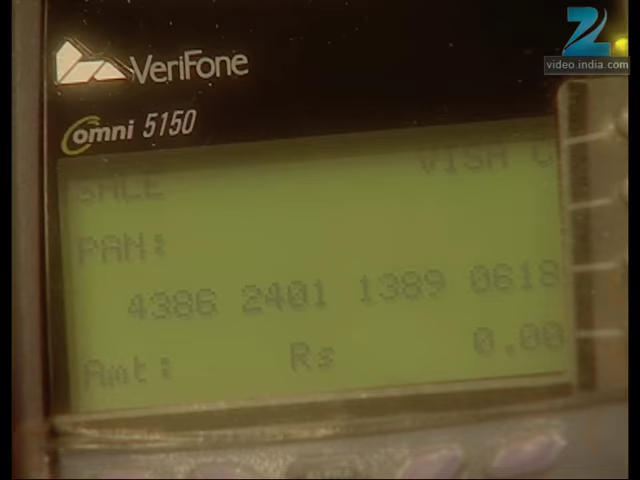 video.india.com
VeriFone
omni 5150
SALE VISA C
PAN:
4386 2401 1389 0618
Amt: Rs 0.00